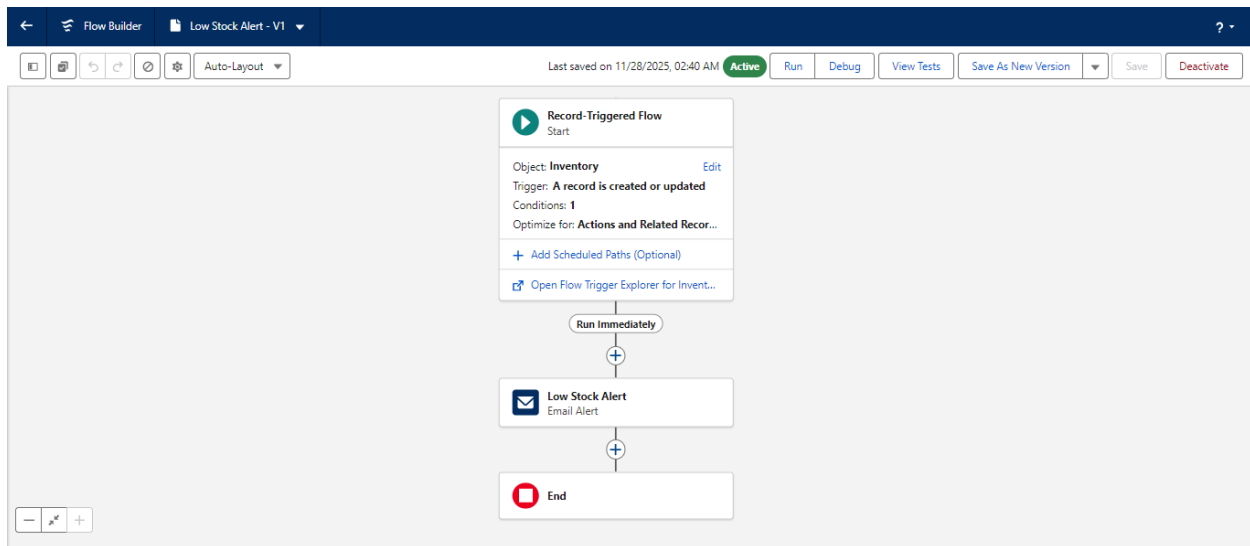 Flow Builder
Low Stock Alert - V1
? 
Auto-Layout
Last saved on 11/28/2025, 02:40 AM
Active
Run
Debug
View Tests
Save As New Version
Save
Deactivate
Record-Triggered Flow
Start
Object: Inventory
Edit
Trigger: A record is created or updated
Conditions: 1
Optimize for: Actions and Related Recor...
+ Add Scheduled Paths (Optional)
Open Flow Trigger Explorer for Invent...
Run Immediately
Low Stock Alert
Email Alert
End